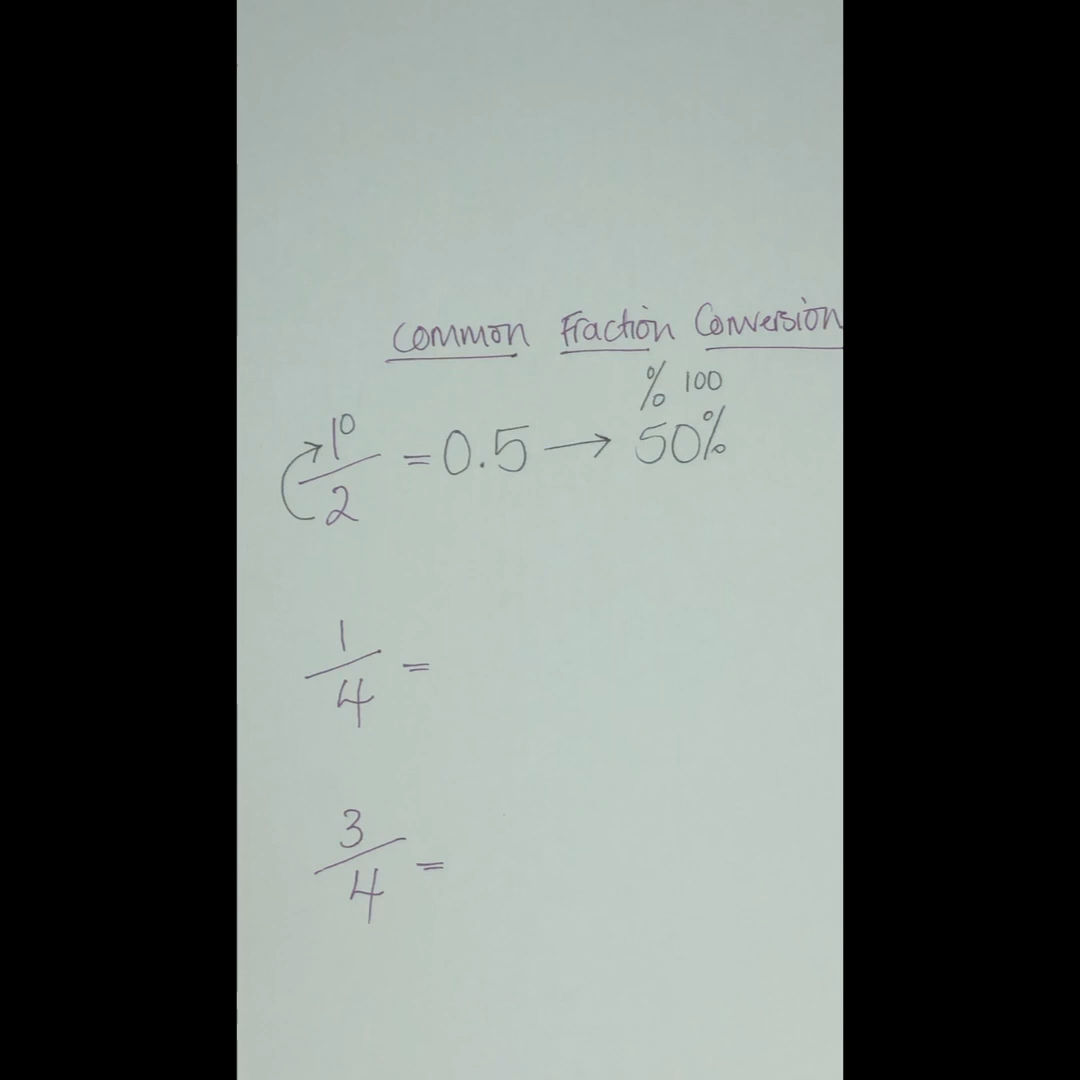 Common Fraction Conversion
% 100
1⁰/2 = 0.5 → 50%
1/4 =
3/4 =